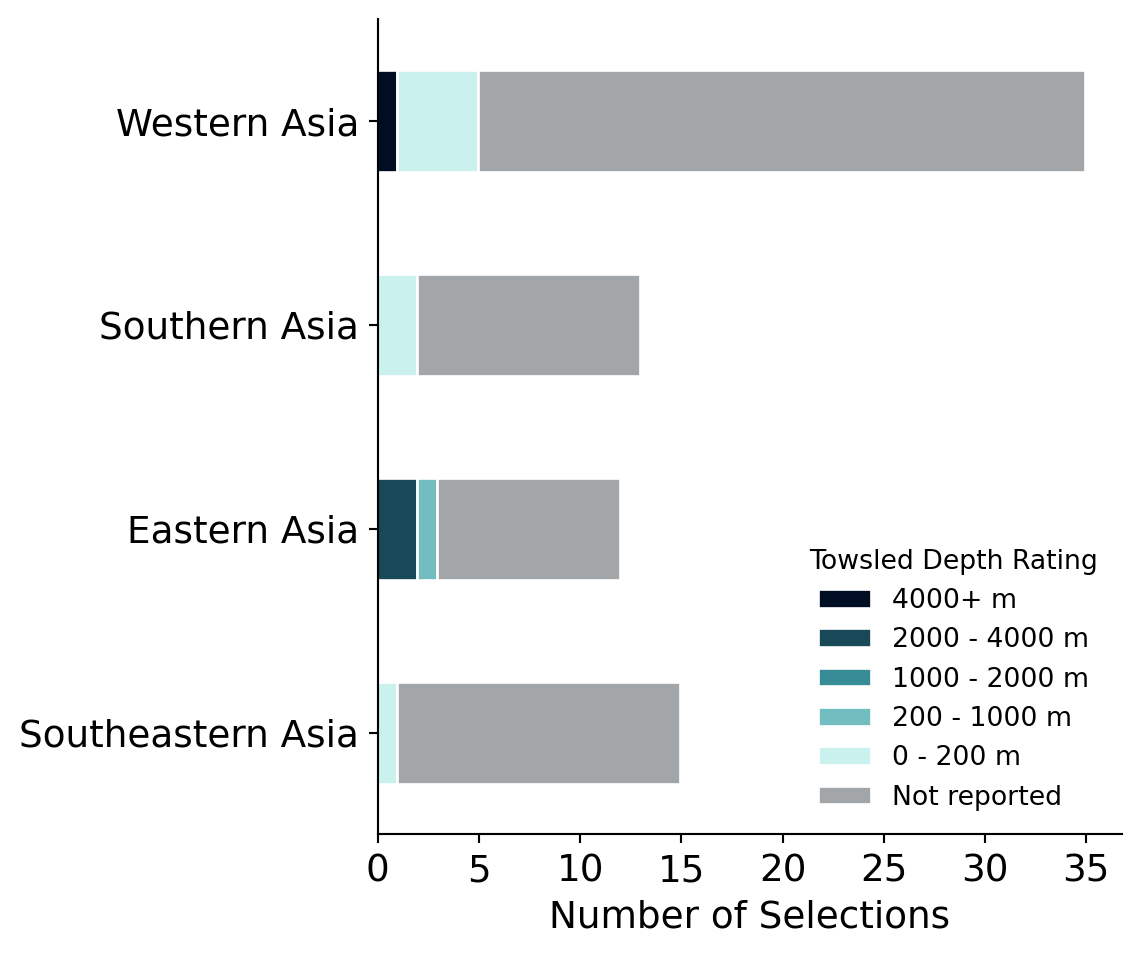 Western Asia
Southern Asia
Eastern Asia
Southeastern Asia
Towsled Depth Rating
4000+ m
2000 - 4000 m
1000 - 2000 m
200 - 1000 m
0 - 200 m
Not reported
0 5 10 15 20 25 30 35
Number of Selections